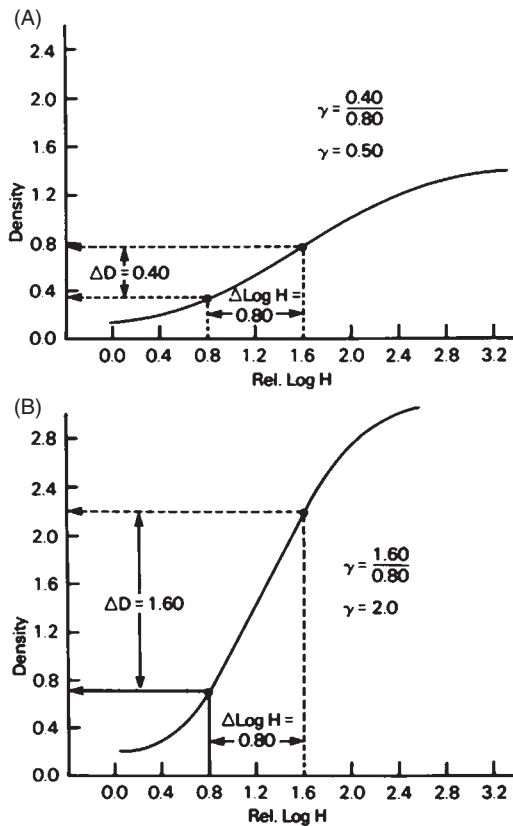 (A)
2.4
2.0
γ = 0.40
0.80
1.6
γ = 0.50
1.2
Density
0.8
ΔD = 0.40
ΔLog H =
0.80
0.4
0.0
0.0 0.4 0.8 1.2 1.6 2.0 2.4 2.8 3.2
Rel. Log H
(B)
2.8
2.4
2.0
γ = 1.60
0.80
1.6
ΔD = 1.60
γ = 2.0
1.2
Density
0.8
ΔLog H =
0.80
0.4
0.0
0.0 0.4 0.8 1.2 1.6 2.0 2.4 2.8 3.2
Rel. Log H